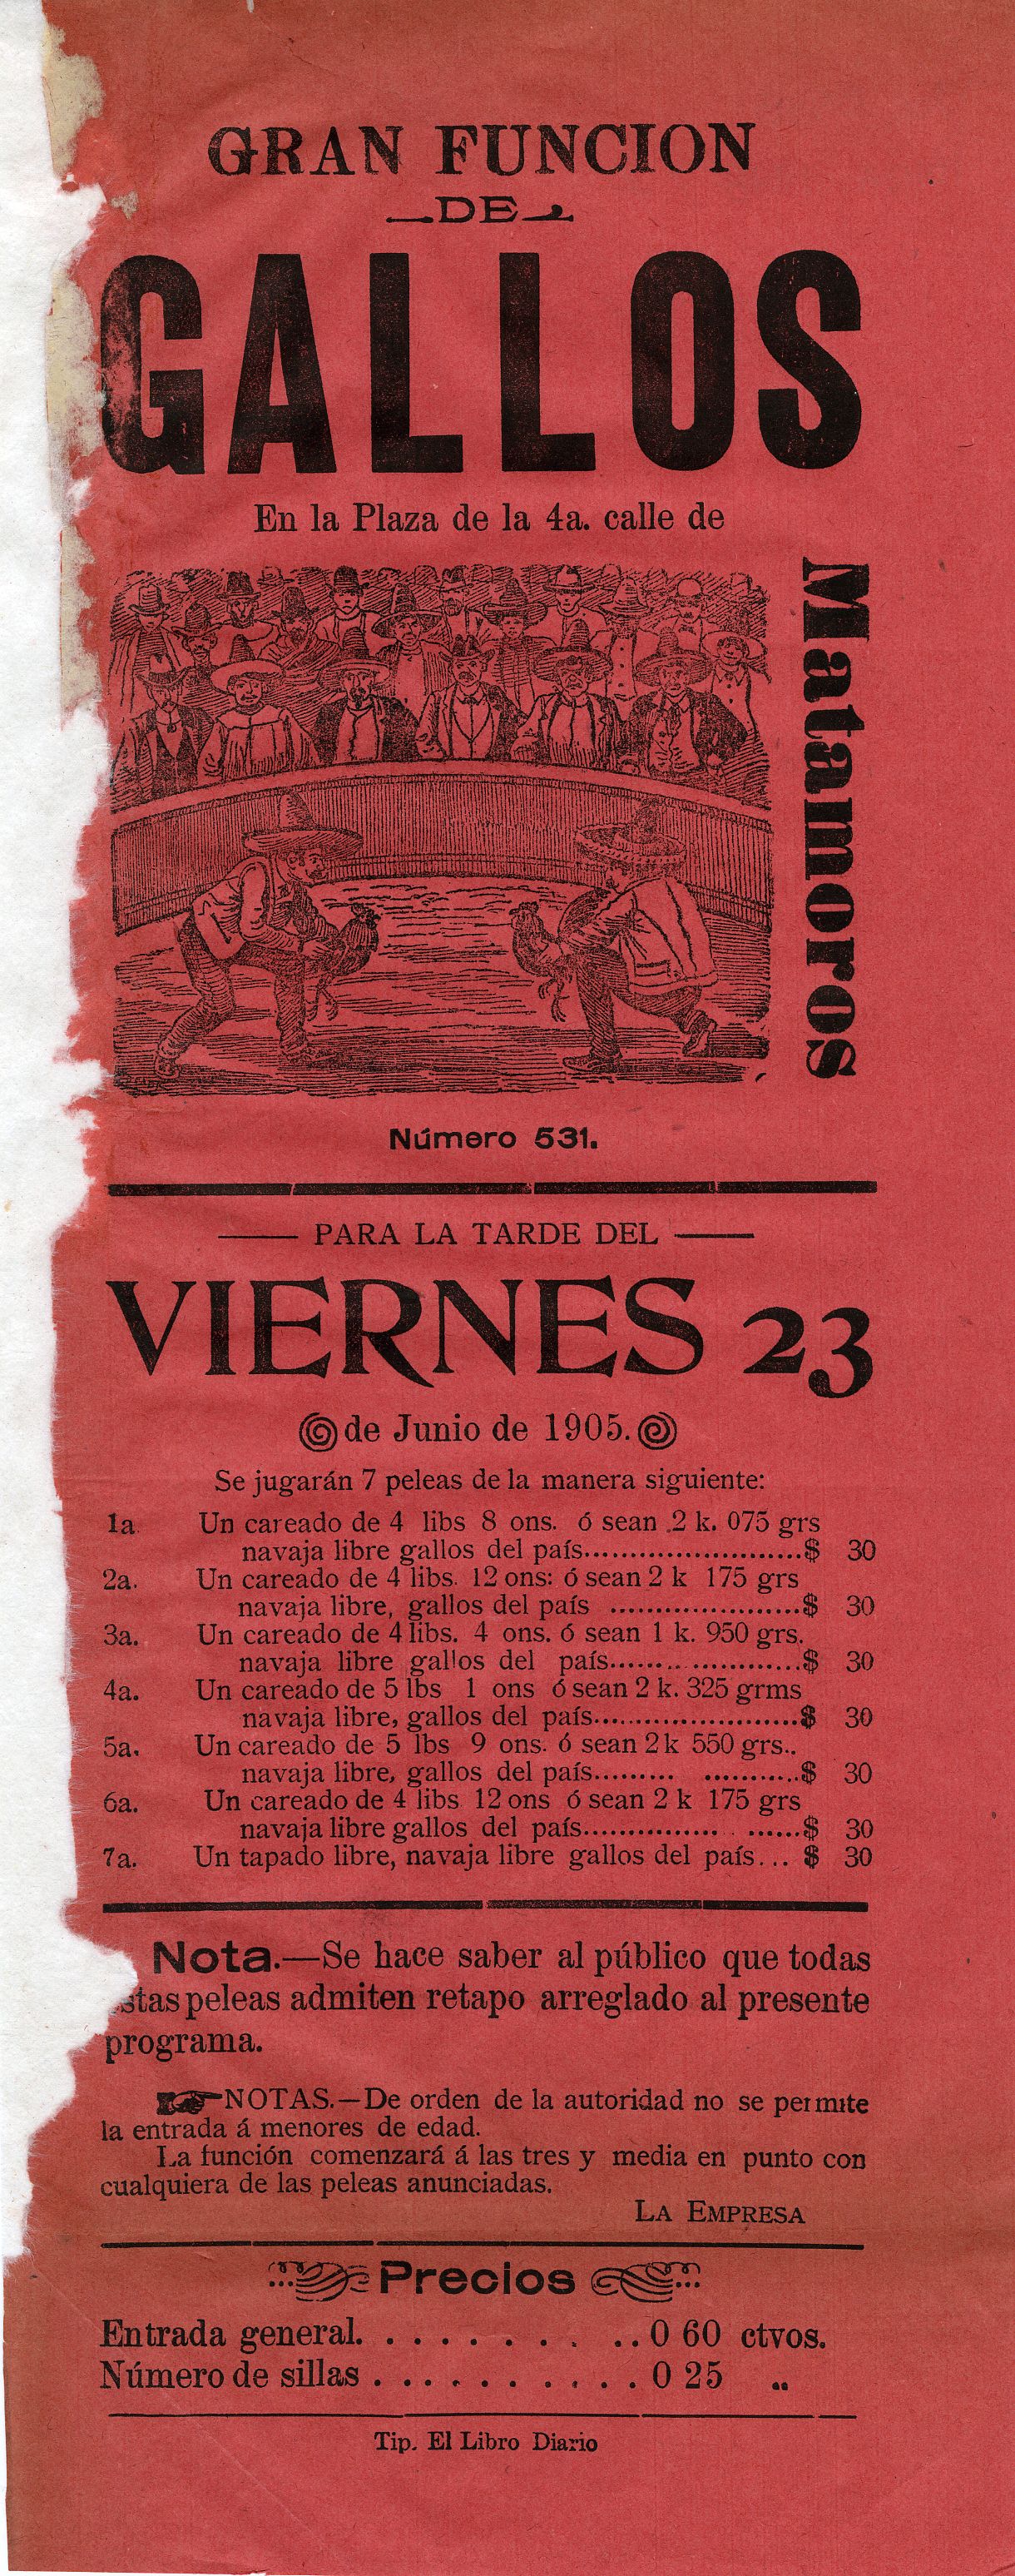 GRAN FUNCION
DE
GALLOS
En la Plaza de la 4a. calle de
Matamoros
Número 531.
PARA LA TARDE DEL
VIERNES 23
de Junio de 1905.
Se jugarán 7 peleas de la manera siguiente:
1a Un careado de 4 libs 8 ons. ó sean 2 k. 075 grs
navaja libre gallos del país........................$ 30
2a. Un careado de 4 libs. 12 ons: ó sean 2 k 175 grs
navaja libre, gallos del país .....................$ 30
3a. Un careado de 4 libs. 4 ons. ó sean 1 k. 950 grs.
navaja libre gallos del país.....................$ 30
4a. Un careado de 5 lbs 1 ons ó sean 2 k. 325 grms
navaja libre, gallos del país......................$ 30
5a. Un careado de 5 lbs 9 ons. ó sean 2 k 550 grs..
navaja libre, gallos del país......... ...........$ 30
6a. Un careado de 4 libs 12 ons ó sean 2 k 175 grs
navaja libre gallos del país............... ......$ 30
7a. Un tapado libre, navaja libre gallos del país... $ 30
Nota.—Se hace saber al público que todas
stas peleas admiten retapo arreglado al presente
programa.
NOTAS.—De orden de la autoridad no se permite
la entrada á menores de edad.
La función comenzará á las tres y media en punto con
cualquiera de las peleas anunciadas.
LA EMPRESA
Precios
Entrada general. . . . . . . . . . .. 0 60 ctvos.
Número de sillas . . . . . . . . . . . 0 25 „
Tip. El Libro Diario